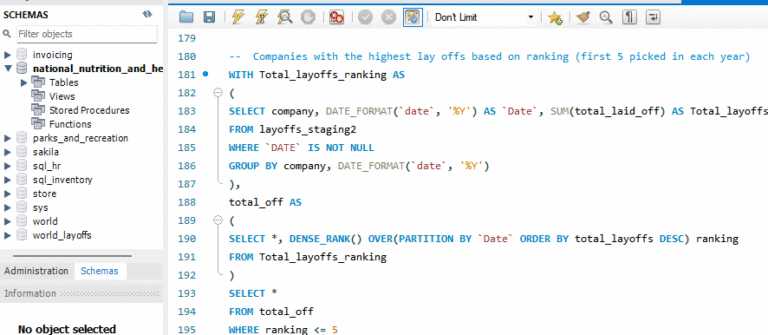 SCHEMAS
Filter objects
invoicing
national_nutrition_and_he
Tables
Views
Stored Procedures
Functions
parks_and_recreation
sakila
sql_hr
sql_inventory
store
sys
world
world_layoffs
Administration Schemas
Information
No object selected
Don't Limit
179
180 -- Companies with the highest lay offs based on ranking (first 5 picked in each year)
181 WITH Total_layoffs_ranking AS
182 (
183 SELECT company, DATE_FORMAT(`date`, '%Y') AS `Date`, SUM(total_laid_off) AS Total_layoffs
184 FROM layoffs_staging2
185 WHERE `DATE` IS NOT NULL
186 GROUP BY company, DATE_FORMAT(`date`, '%Y')
187 ),
188 total_off AS
189 (
190 SELECT *, DENSE_RANK() OVER(PARTITION BY `Date` ORDER BY total_layoffs DESC) ranking
191 FROM Total_layoffs_ranking
192 )
193 SELECT *
194 FROM total_off
195 WHERE ranking <= 5